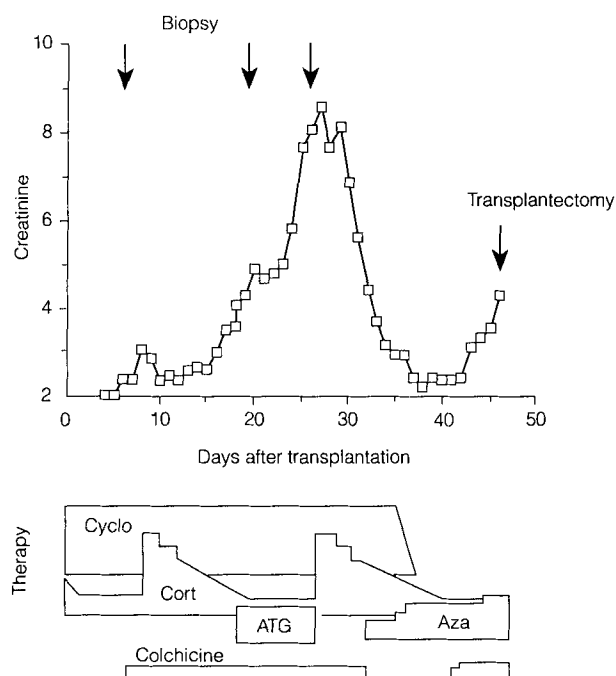 Biopsy
10
8
6
4
2
Creatinine
Transplantectomy
0 10 20 30 40 50
Days after transplantation
Therapy
Cyclo
Cort
ATG
Aza
Colchicine